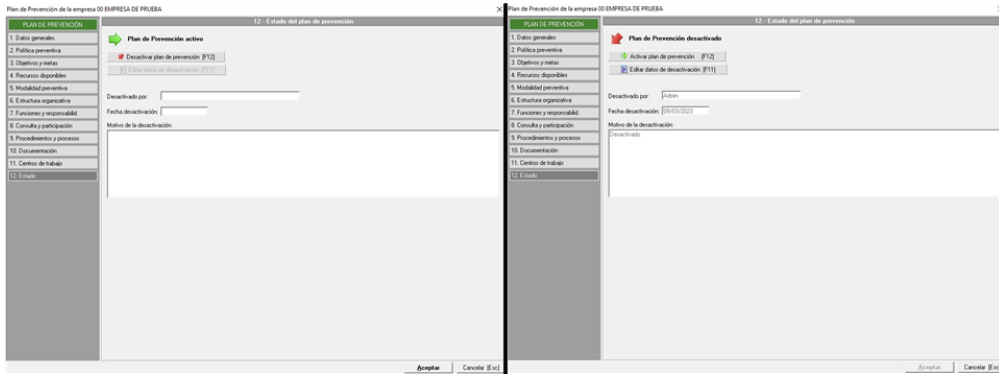 Plan de Prevención de la empresa 00 EMPRESA DE PRUEBA
PLAN DE PREVENCIÓN
1. Datos generales
2. Política preventiva
3. Objetivos y metas
4. Recursos disponibles
5. Modalidad preventiva
6. Estructura organizativa
7. Funciones y responsabilid.
8. Consulta y participación
9. Procedimientos y procesos
10. Documentación
11. Centros de trabajo
12. Estado
12 - Estado del plan de prevención
Plan de Prevención activo
Desactivar plan de prevención [F12]
Editar datos de desactivación [F11]
Desactivado por:
Fecha desactivación:
Motivo de la desactivación:
Aceptar
Cancelar [Esc]
Plan de Prevención de la empresa 00 EMPRESA DE PRUEBA
PLAN DE PREVENCIÓN
1. Datos generales
2. Política preventiva
3. Objetivos y metas
4. Recursos disponibles
5. Modalidad preventiva
6. Estructura organizativa
7. Funciones y responsabilid.
8. Consulta y participación
9. Procedimientos y procesos
10. Documentación
11. Centros de trabajo
12. Estado
12 - Estado del plan de prevención
Plan de Prevención desactivado
Activar plan de prevención [F12]
Editar datos de desactivación [F11]
Desactivado por: Admin
Fecha desactivación: 09/03/2023
Motivo de la desactivación:
Desactivado
Aceptar
Cancelar [Esc